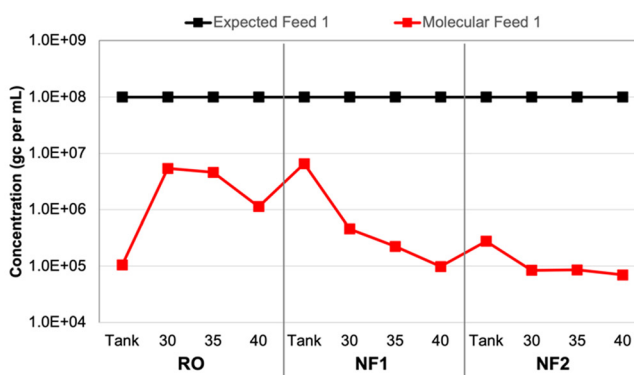 Expected Feed 1 Molecular Feed 1
Concentration (gc per mL)
1.0E+09
1.0E+08
1.0E+07
1.0E+06
1.0E+05
1.0E+04
Tank 30 35 40 Tank 30 35 40 Tank 30 35 40
RO NF1 NF2